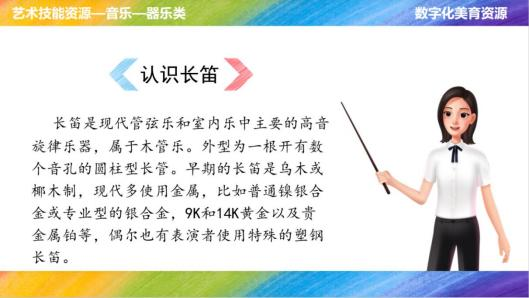 艺术技能资源—音乐—器乐类
数字化美育资源
认识长笛
长笛是现代管弦乐和室内乐中主要的高音
旋律乐器，属于木管乐。外型为一根开有数
个音孔的圆柱型长管。早期的长笛是乌木或
椰木制，现代多使用金属，比如普通镍银合
金或专业型的银合金，9K和14K黄金以及贵
金属铂等，偶尔也有表演者使用特殊的塑钢
长笛。